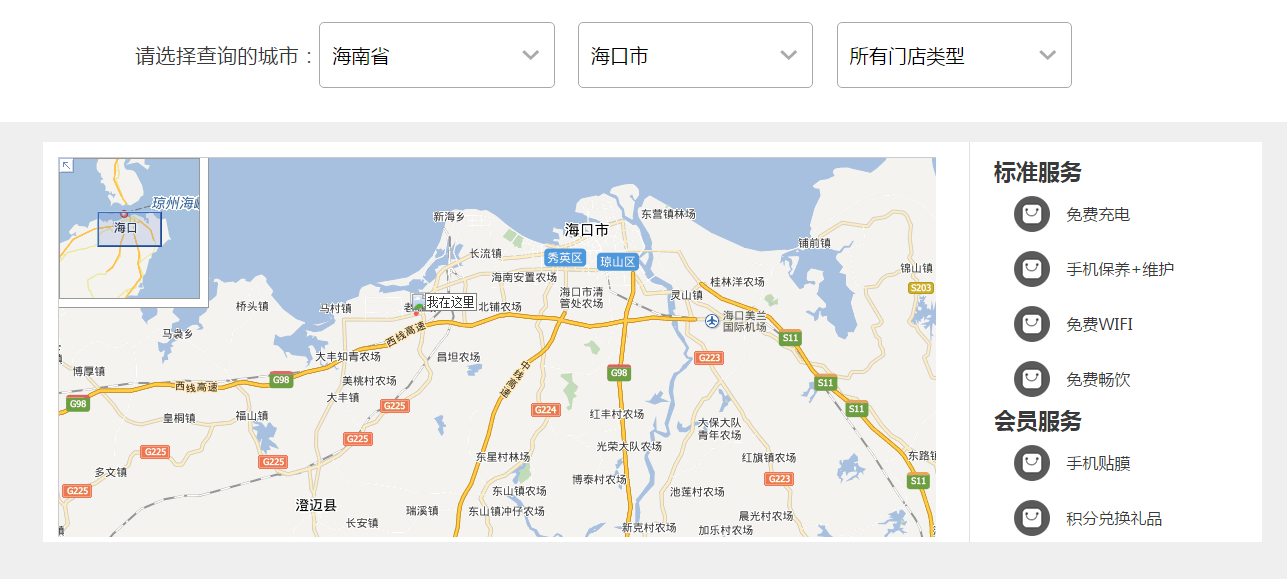 请选择查询的城市：
海南省
海口市
所有门店类型
琼州海
海口
新海乡
东营镇林场
海口市
铺前镇
长流镇
秀英区
琼山区
锦山镇
海南安置农场
桂林洋农场
S203
海口市清
管处农场
灵山镇
桥头镇
马村镇
老
我在这里
北铺农场
海口美兰
国际机场
马袅乡
西线高速
S11
大丰知青农场
昌坦农场
G223
博厚镇
中线高速
G98
美桃村农场
G98
西线高速
S11
大丰镇
G98
G225
G224
S11
皇桐镇
福山镇
红丰村农场
大保大队
青年农场
G225
G225
光荣大队农场
东路镇
G225
东星村林场
红旗镇农场
多文镇
博泰村农场
G223
S11
G225
东山镇农场
池莲村农场
澄迈县
瑞溪镇
东山镇冲仔农场
晨光村农场
长安镇
新克村农场
加乐村农场
标准服务
免费充电
手机保养+维护
免费WIFI
免费畅饮
会员服务
手机贴膜
积分兑换礼品